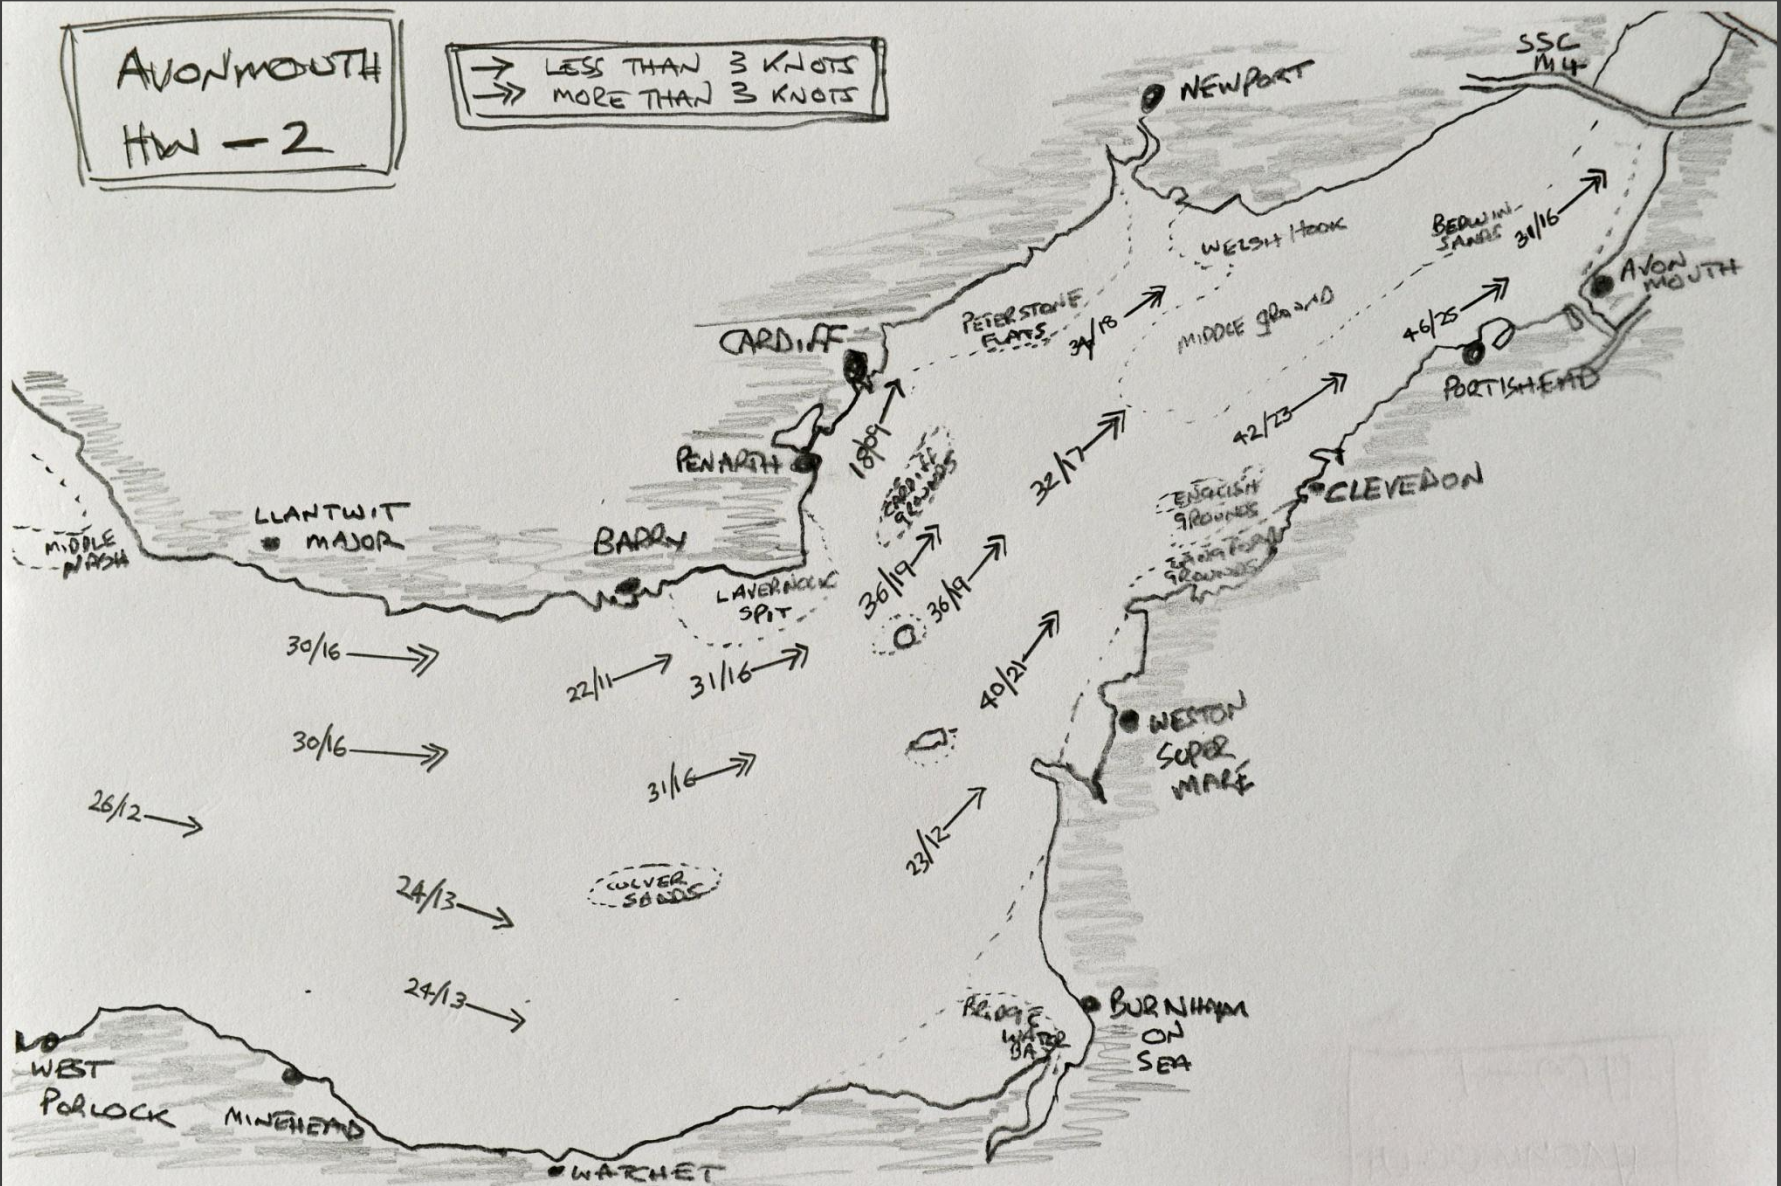 AVONMOUTH
HW - 2
LESS THAN 3 KNOTS
MORE THAN 3 KNOTS
SSC
M4
NEWPORT
WELSH HOOK
BEDWIN
SANDS
31/16
AVON
MOUTH
PETERSTONE
FLATS
34/18
MIDDLE GROUND
46/25
PORTISHEAD
CARDIFF
18/09
42/23
PENARTH
CARDIFF
GROUNDS
32/17
ENGLISH
GROUNDS
CLEVEDON
LANGFORD
GROUNDS
MIDDLE
NASH
LLANTWIT
MAJOR
BARRY
LAVERNOCK
SPIT
36/19
36/19
30/16
22/11
31/16
40/21
WESTON
SUPER
MARE
30/16
31/16
26/12
23/12
24/13
CULVER
SANDS
24/13
BRIDGE
WATER
BAY
BURNHAM
ON
SEA
WEST
PORLOCK
MINEHEAD
WATCHET